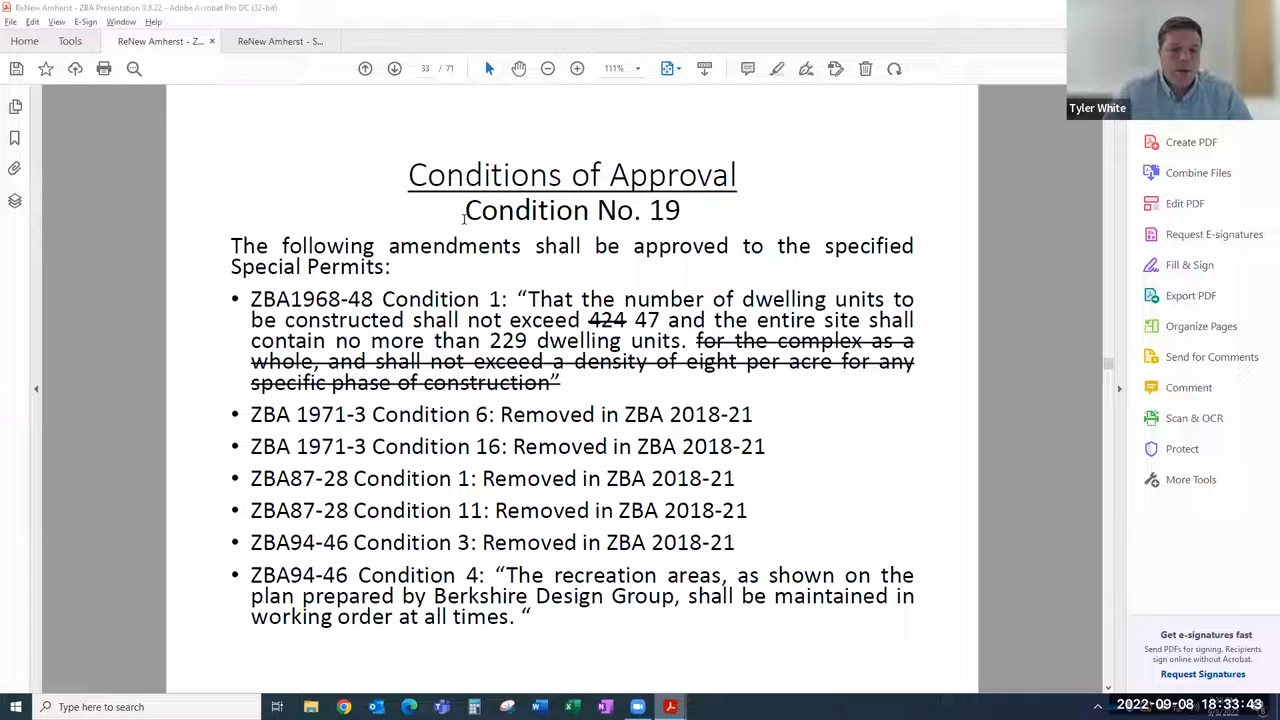 ReNew Amherst - ZBA Presentation 9.8.22 - Adobe Acrobat Pro DC (32-bit)
File Edit View E-Sign Window Help
Home Tools ReNew Amherst - Z... × ReNew Amherst - S...
33 / 71 111%
Tyler White
Conditions of Approval
Condition No. 19
The following amendments shall be approved to the specified
Special Permits:
• ZBA1968-48 Condition 1: “That the number of dwelling units to
be constructed shall not exceed 424 47 and the entire site shall
contain no more than 229 dwelling units. for the complex as a
whole, and shall not exceed a density of eight per acre for any
specific phase of construction”
• ZBA 1971-3 Condition 6: Removed in ZBA 2018-21
• ZBA 1971-3 Condition 16: Removed in ZBA 2018-21
• ZBA87-28 Condition 1: Removed in ZBA 2018-21
• ZBA87-28 Condition 11: Removed in ZBA 2018-21
• ZBA94-46 Condition 3: Removed in ZBA 2018-21
• ZBA94-46 Condition 4: “The recreation areas, as shown on the
plan prepared by Berkshire Design Group, shall be maintained in
working order at all times. “
Create PDF
Combine Files
Edit PDF
Request E-signatures
Fill & Sign
Export PDF
Organize Pages
Send for Comments
Comment
Scan & OCR
Protect
More Tools
Get e-signatures fast
Send PDFs for signing. Recipients
sign online without Acrobat.
Request Signatures
Type here to search
2022-09-08 18:33:43